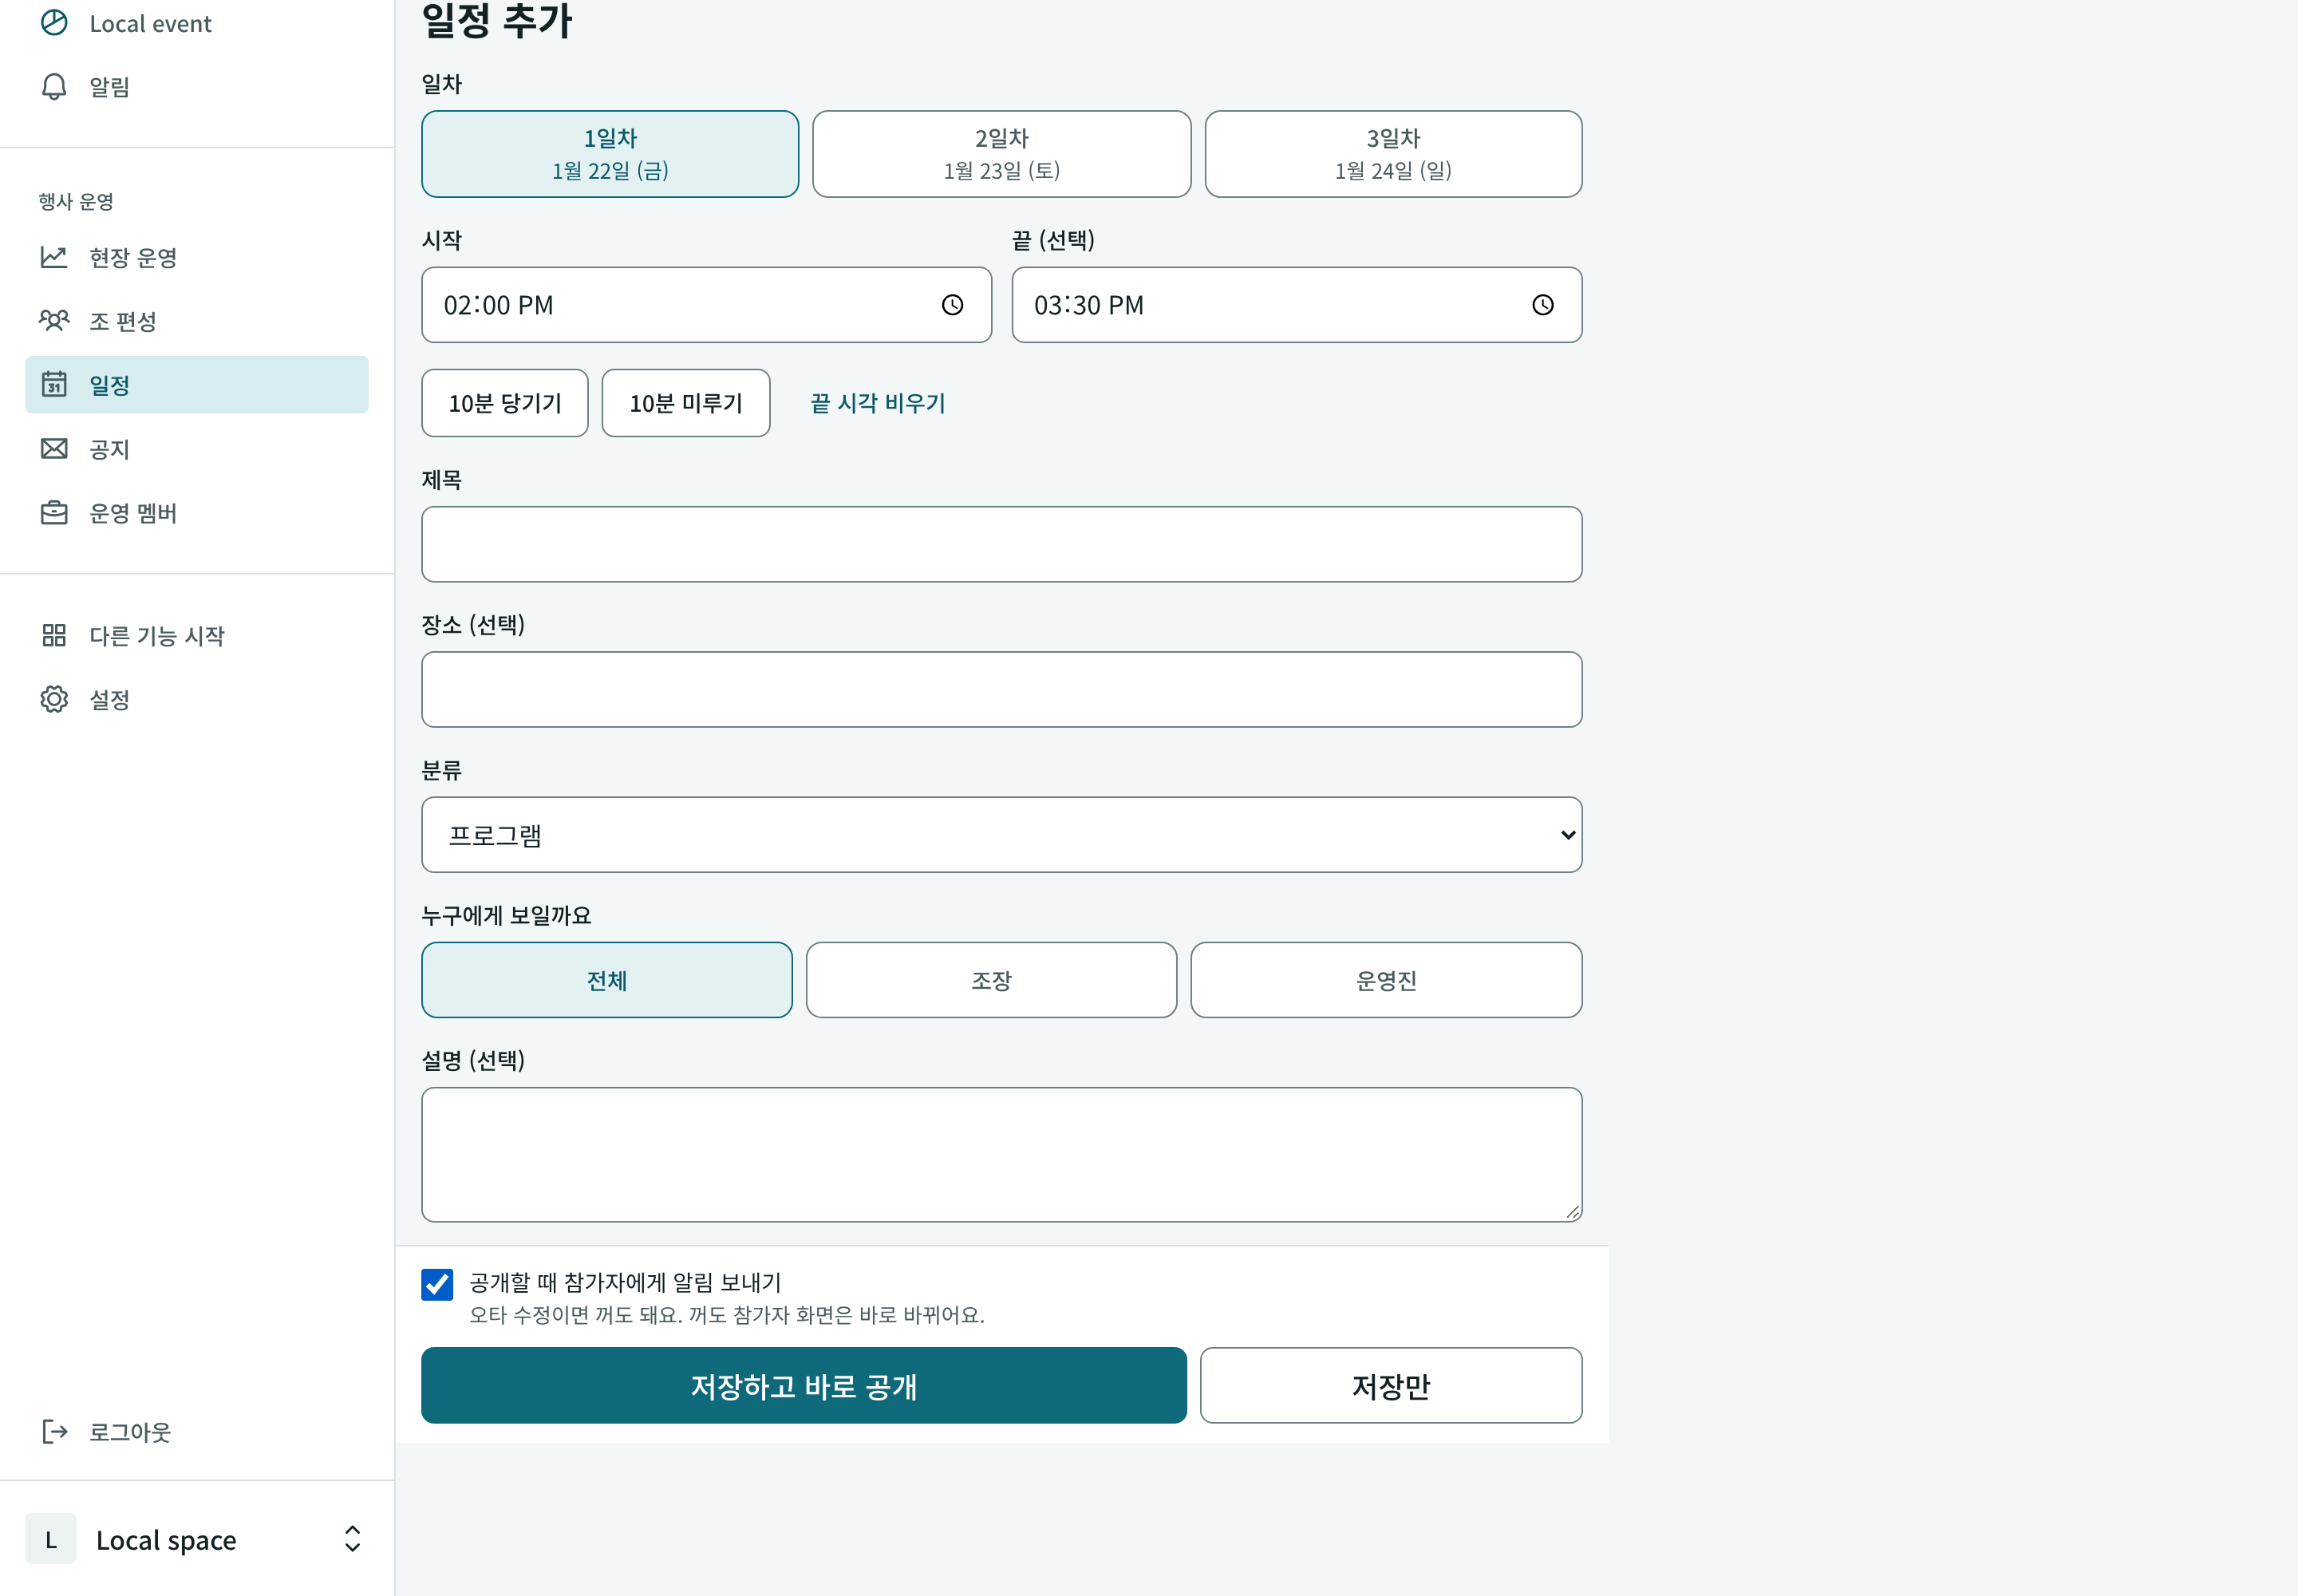 Local event
알림
행사 운영
현장 운영
조 편성
31
일정
공지
운영 멤버
다른 기능 시작
설정
로그아웃
L
Local space
일정 추가
일차
1일차
1월 22일 (금)
2일차
1월 23일 (토)
3일차
1월 24일 (일)
시작
끝 (선택)
02:00 PM
03:30 PM
10분 당기기
10분 미루기
끝 시각 비우기
제목
장소 (선택)
분류
프로그램
누구에게 보일까요
전체
조장
운영진
설명 (선택)
공개할 때 참가자에게 알림 보내기
오타 수정이면 꺼도 돼요. 꺼도 참가자 화면은 바로 바뀌어요.
저장하고 바로 공개
저장만